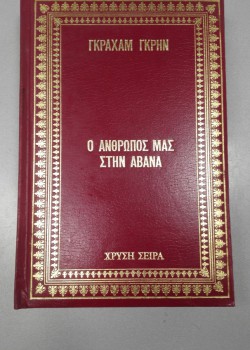 ΓΚΡΑΧΑΜ ΓΚΡΗΝ
Ο ΑΝΘΡΩΠΟΣ ΜΑΣ
ΣΤΗΝ ΑΒΑΝΑ
ΧΡΥΣΗ ΣΕΙΡΑ